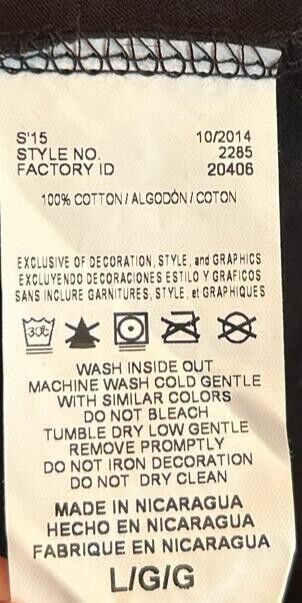 S'15 10/2014
STYLE NO. 2285
FACTORY ID 20406
100% COTTON / ALGODÓN / COTON
EXCLUSIVE OF DECORATION, STYLE, and GRAPHICS
EXCLUYENDO DECORACIONES ESTILO Y GRAFICOS
SANS INCLURE GARNITURES, STYLE, et GRAPHIQUES
30C
WASH INSIDE OUT
MACHINE WASH COLD GENTLE
WITH SIMILAR COLORS
DO NOT BLEACH
TUMBLE DRY LOW GENTLE
REMOVE PROMPTLY
DO NOT IRON DECORATION
DO NOT DRY CLEAN
MADE IN NICARAGUA
HECHO EN NICARAGUA
FABRIQUE EN NICARAGUA
L/G/G